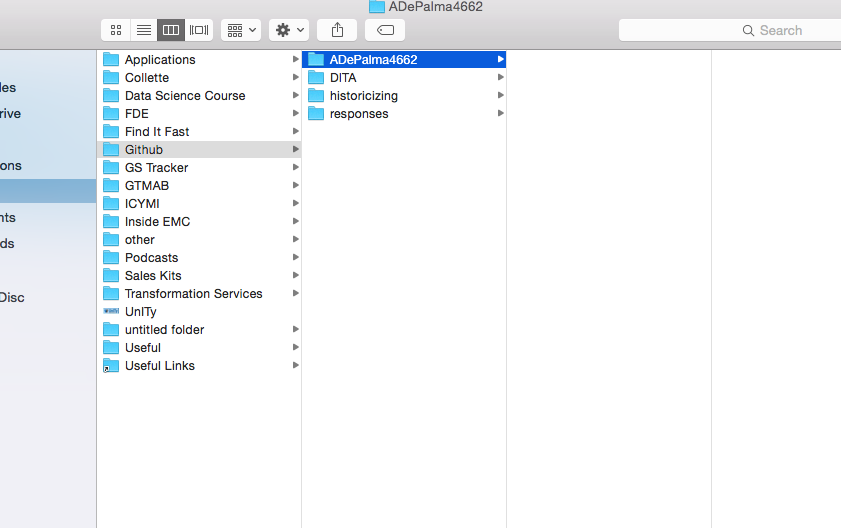 ADePalma4662
Search
les
rive
ons
nts
ds
Disc
Applications
Collette
Data Science Course
FDE
Find It Fast
Github
GS Tracker
GTMAB
ICYMI
Inside EMC
other
Podcasts
Sales Kits
Transformation Services
UnITy
untitled folder
Useful
Useful Links
ADePalma4662
DITA
historicizing
responses